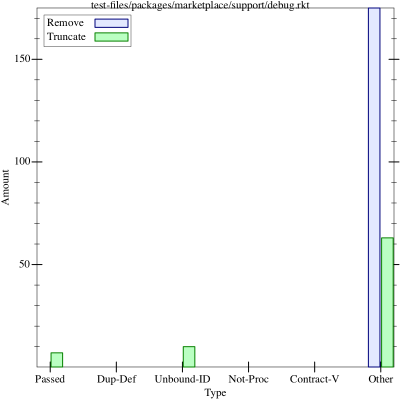 test-files/packages/marketplace/support/debug.rkt
Remove
Truncate
150
100
50
Amount
Passed Dup-Def Unbound-ID Not-Proc Contract-V Other
Type